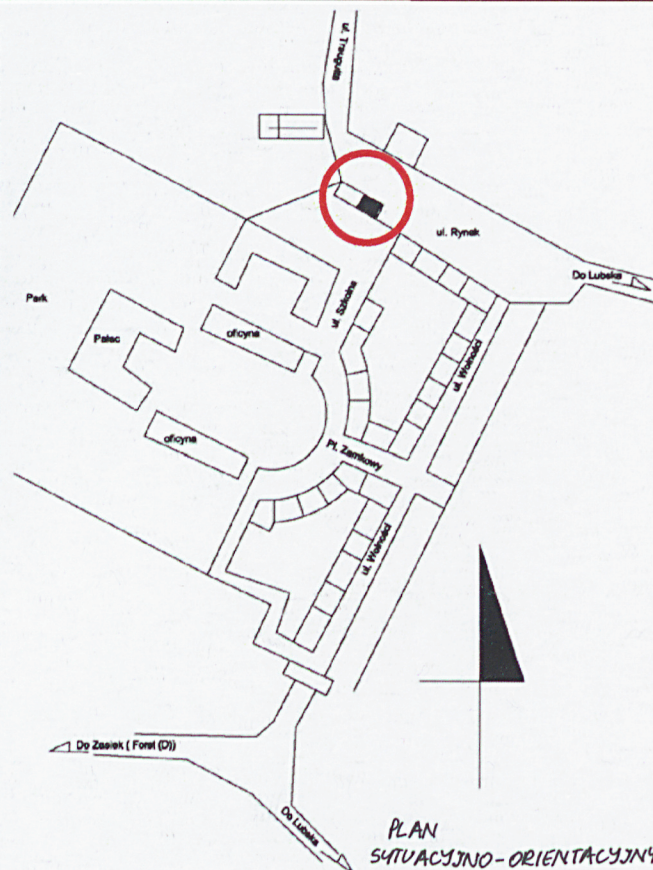 ul. Traugutta
ul. Rynek
Do Lubska
Park
ul. Szkolna
Pałac
oficyna
ul. Wolności
oficyna
Pl. Zamkowy
ul. Wolności
Do Zasiek ( Forst (D))
Do Lubska
PLAN
SYTUACYJNO-ORIENTACYJNY